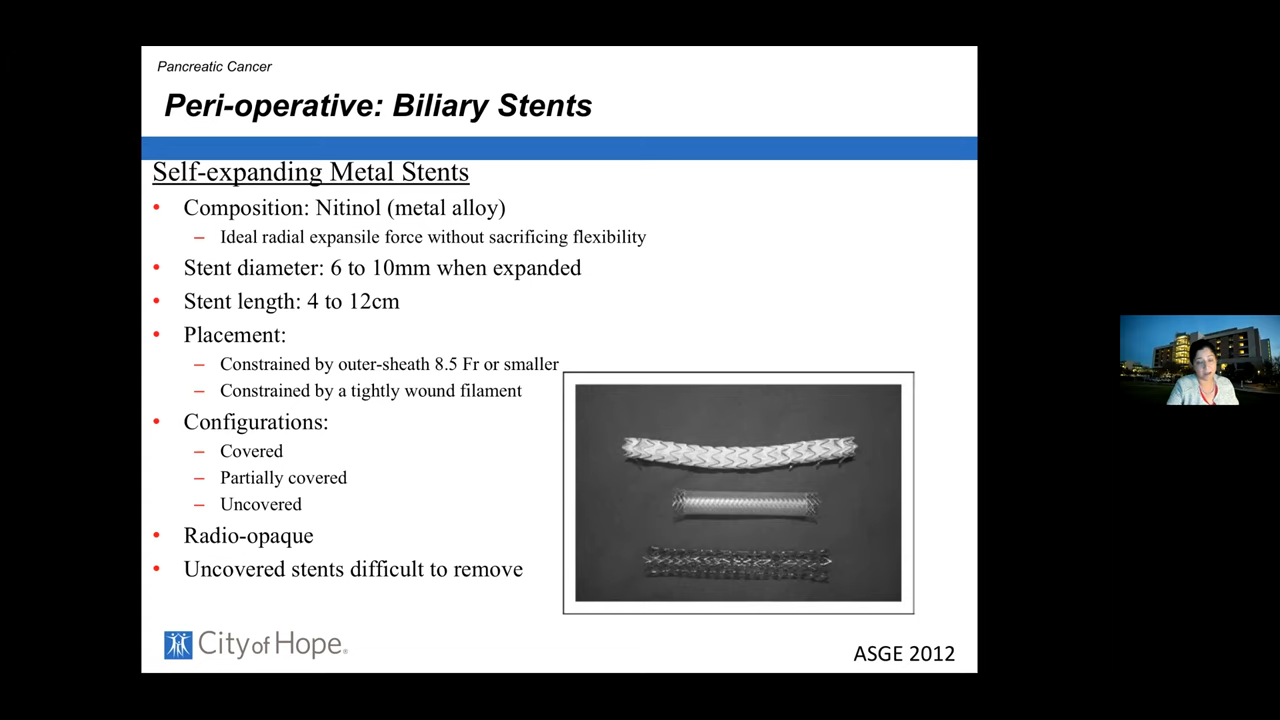 Pancreatic Cancer
Peri-operative: Biliary Stents
Self-expanding Metal Stents
• Composition: Nitinol (metal alloy)
– Ideal radial expansile force without sacrificing flexibility
• Stent diameter: 6 to 10mm when expanded
• Stent length: 4 to 12cm
• Placement:
– Constrained by outer-sheath 8.5 Fr or smaller
– Constrained by a tightly wound filament
• Configurations:
– Covered
– Partially covered
– Uncovered
• Radio-opaque
• Uncovered stents difficult to remove
City of Hope®
ASGE 2012